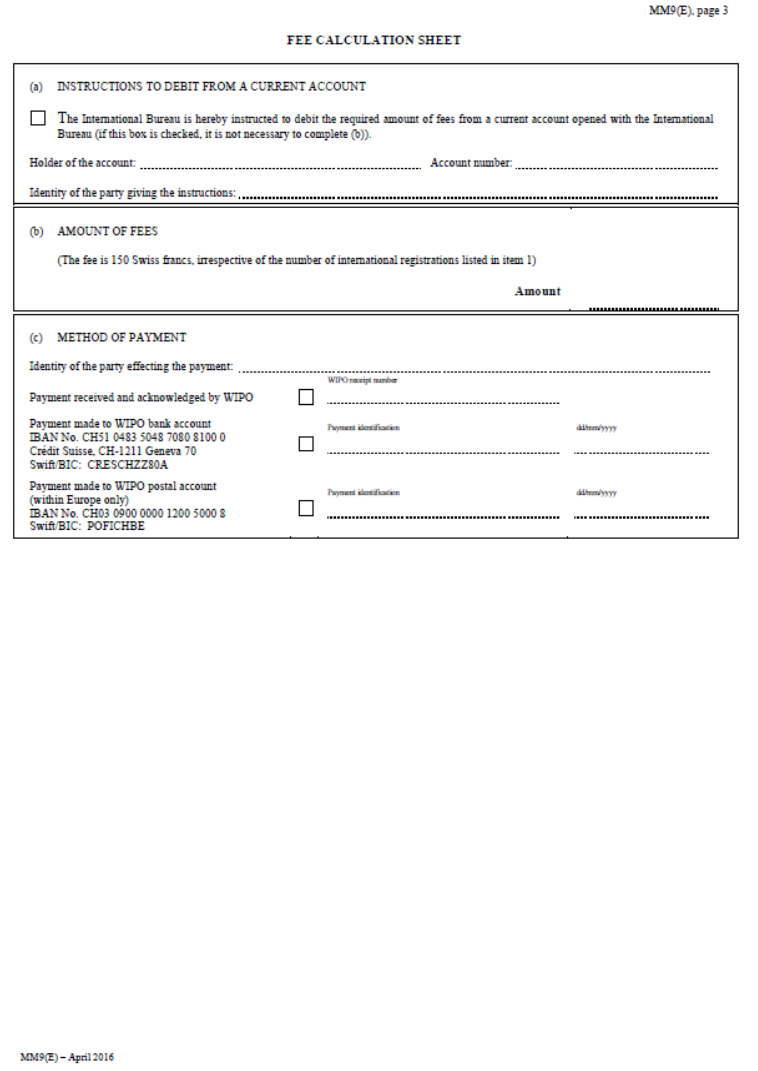 MM9(E), page 3
FEE CALCULATION SHEET
(a) INSTRUCTIONS TO DEBIT FROM A CURRENT ACCOUNT
The International Bureau is hereby instructed to debit the required amount of fees from a current account opened with the International
Bureau (if this box is checked, it is not necessary to complete (b)).
Holder of the account: Account number:
Identity of the party giving the instructions:
(b) AMOUNT OF FEES
(The fee is 150 Swiss francs, irrespective of the number of international registrations listed in item 1)
Amount
(c) METHOD OF PAYMENT
Identity of the party effecting the payment:
WIPO receipt number
Payment received and acknowledged by WIPO
Payment made to WIPO bank account
Payment identification dd/mm/yyyy
IBAN No. CH51 0483 5048 7080 8100 0
Crédit Suisse, CH-1211 Geneva 70
Swift/BIC: CRESCHZZ80A
Payment made to WIPO postal account
Payment identification dd/mm/yyyy
(within Europe only)
IBAN No. CH03 0900 0000 1200 5000 8
Swift/BIC: POFICHBE
MM9(E) – April 2016